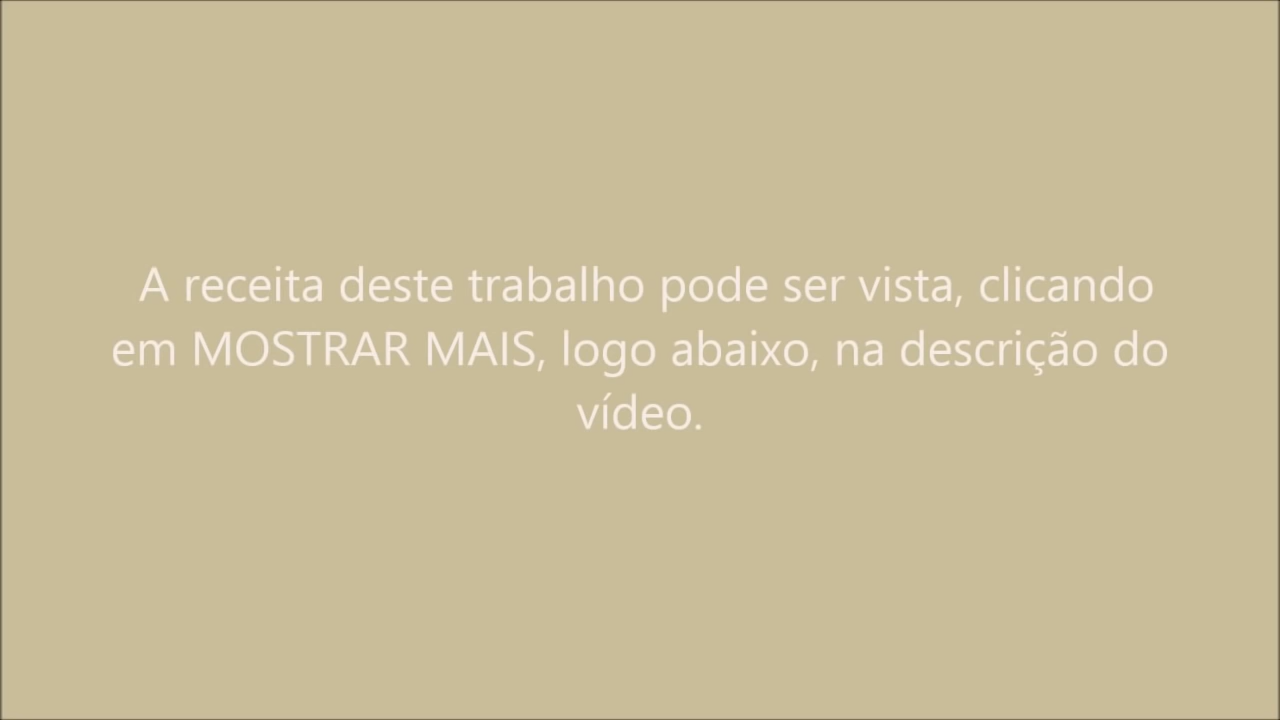 A receita deste trabalho pode ser vista, clicando
em MOSTRAR MAIS, logo abaixo, na descrição do
vídeo.